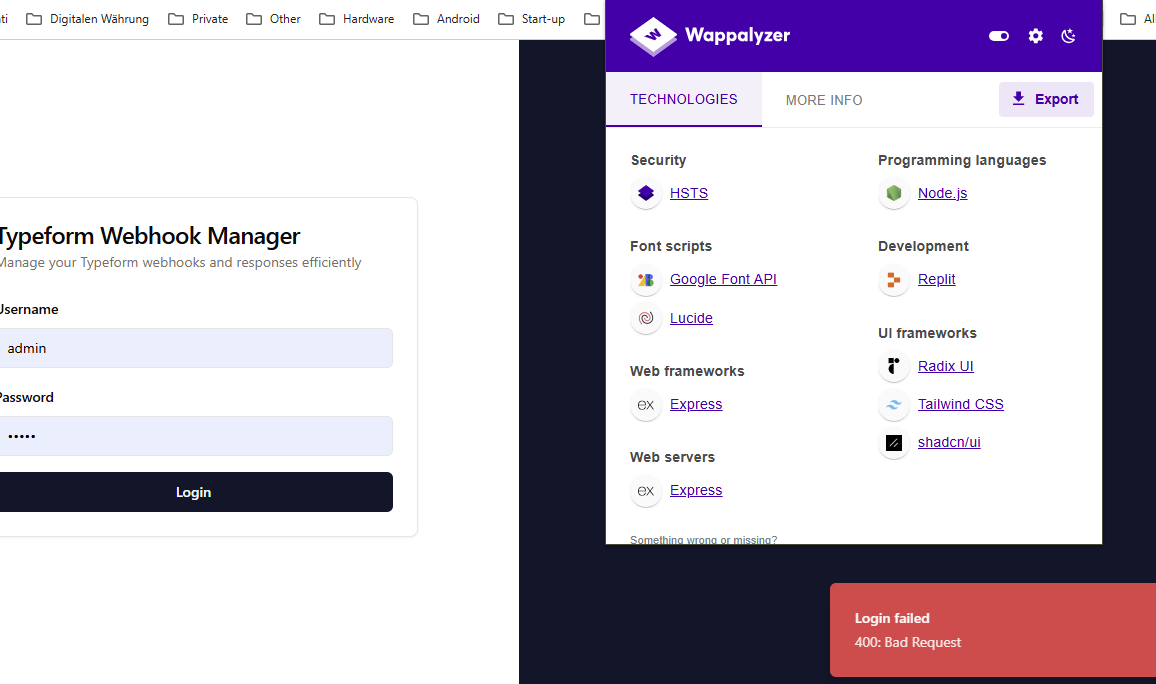 ti Digitalen Währung Private Other Hardware Android Start-up All
Typeform Webhook Manager
Manage your Typeform webhooks and responses efficiently
Username
admin
Password
•••••
Login
Wappalyzer
TECHNOLOGIES
MORE INFO
Export
Security
HSTS
Font scripts
Google Font API
Lucide
Web frameworks
ex Express
Web servers
ex Express
Something wrong or missing?
Programming languages
Node.js
Development
Replit
UI frameworks
Radix UI
Tailwind CSS
shadcn/ui
Login failed
400: Bad Request